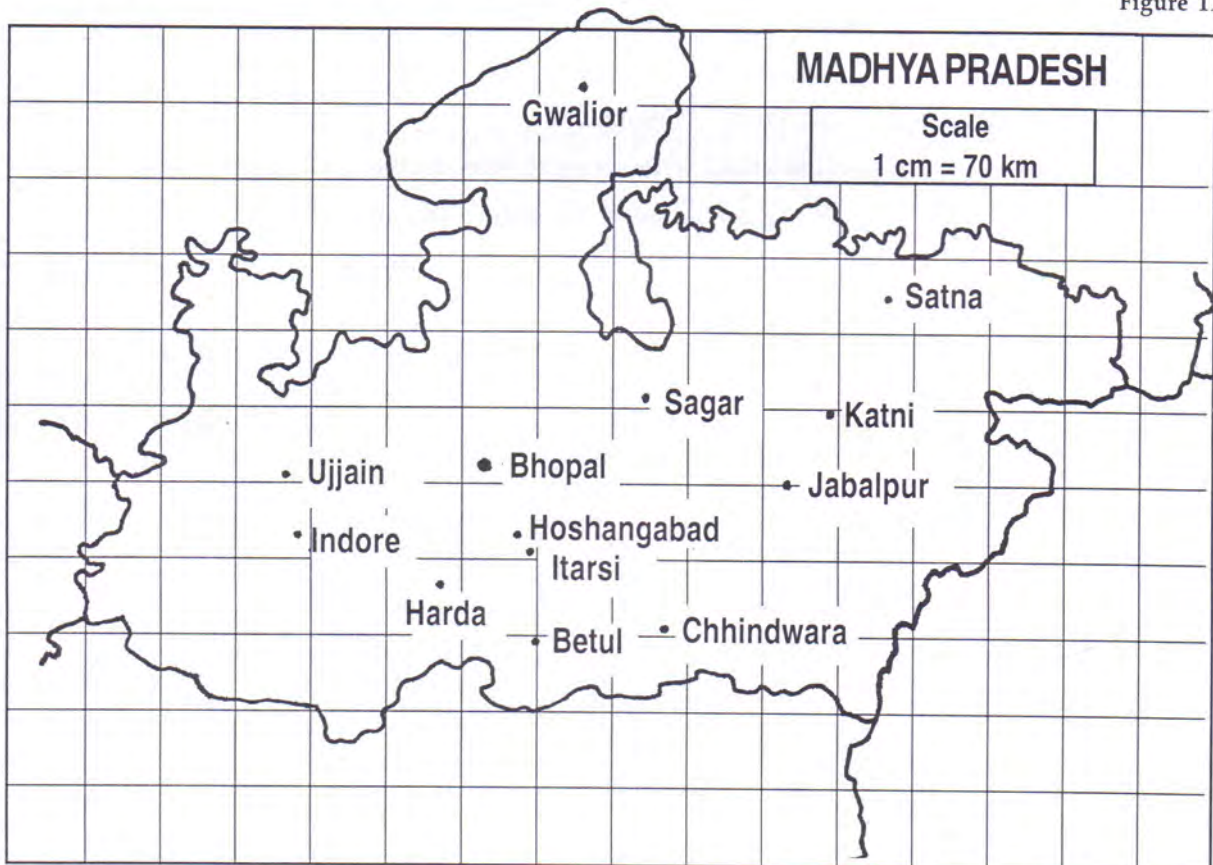 Figure 1
MADHYA PRADESH
Scale
1 cm = 70 km
Gwalior
Satna
Sagar
Katni
Ujjain
Bhopal
Jabalpur
Indore
Hoshangabad
Itarsi
Harda
Betul
Chhindwara